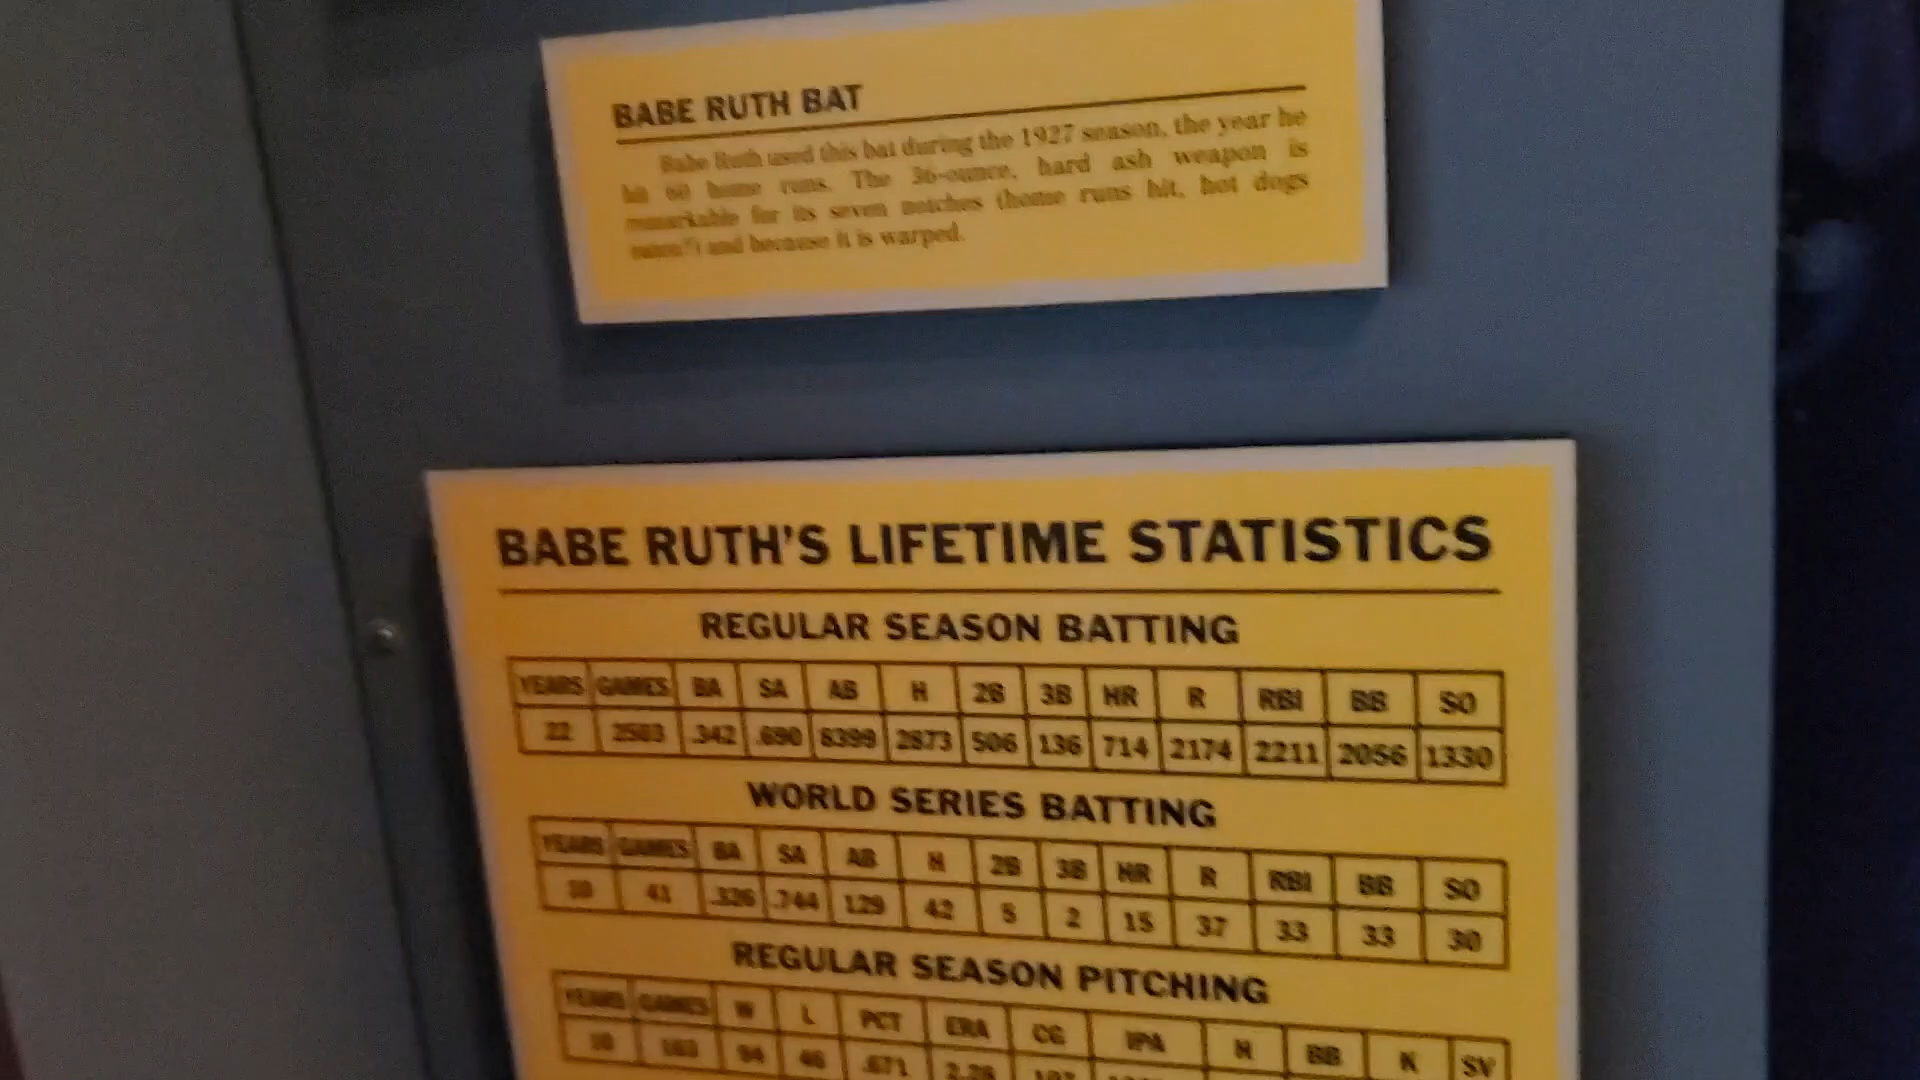 BABE RUTH BAT
Babe Ruth used this bat during the 1927 season, the year he
hit 60 home runs. The 36-ounce, hard ash weapon is
remarkable for its seven notches (home runs hit, hot dogs
eaten?) and because it is warped.
BABE RUTH'S LIFETIME STATISTICS
REGULAR SEASON BATTING
YEARS GAMES BA SA AB H 2B 3B HR R RBI BB SO
22 2503 .342 .690 8399 2873 506 136 714 2174 2211 2056 1330
WORLD SERIES BATTING
YEARS GAMES BA SA AB H 2B 3B HR R RBI BB SO
10 41 .326 .744 129 42 5 2 15 37 33 33 30
REGULAR SEASON PITCHING
YEARS GAMES W L PCT ERA CG IPA H BB K SV
10 163 94 46 .671 2.28 107